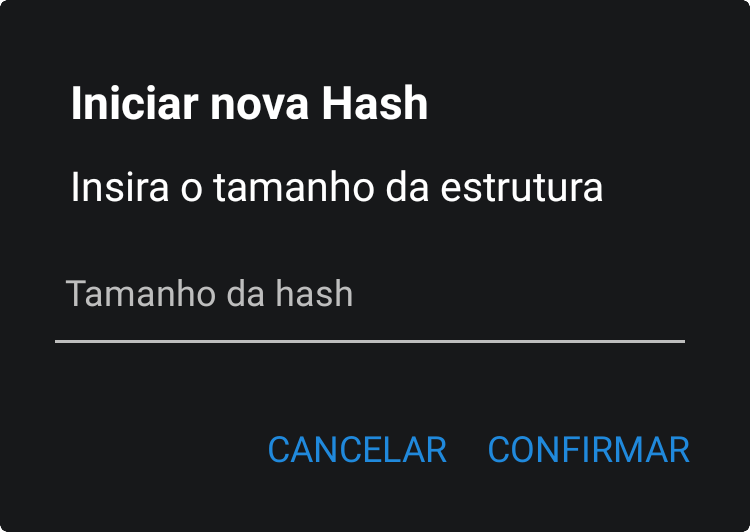 Iniciar nova Hash
Insira o tamanho da estrutura
Tamanho da hash
CANCELAR CONFIRMAR